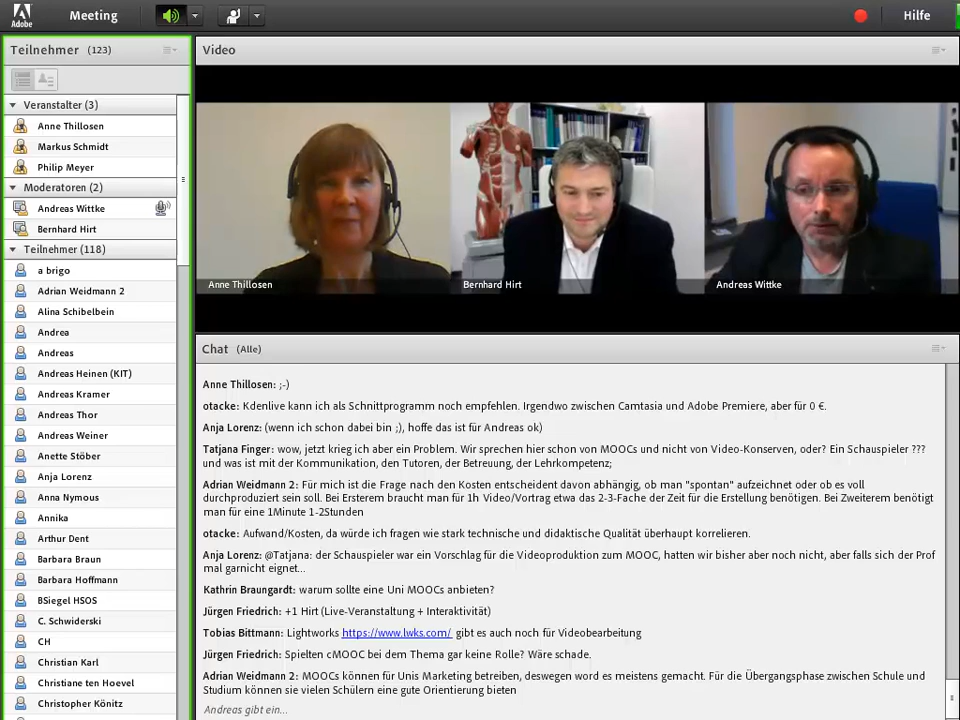 Adobe
Meeting
Hilfe
Teilnehmer (123)
Veranstalter (3)
Anne Thillosen
Markus Schmidt
Philip Meyer
Moderatoren (2)
Andreas Wittke
Bernhard Hirt
Teilnehmer (118)
a brigo
Adrian Weidmann 2
Alina Schibelbein
Andrea
Andreas
Andreas Heinen (KIT)
Andreas Kramer
Andreas Thor
Andreas Weiner
Anette Stöber
Anja Lorenz
Anna Nymous
Annika
Arthur Dent
Barbara Braun
Barbara Hoffmann
BSiegel HSOS
C. Schwiderski
CH
Christian Karl
Christiane ten Hoevel
Christopher Könitz
Video
Anne Thillosen
Bernhard Hirt
Andreas Wittke
Chat (Alle)
Anne Thillosen: ;-)
otacke: Kdenlive kann ich als Schnittprogramm noch empfehlen. Irgendwo zwischen Camtasia und Adobe Premiere, aber für 0 €.
Anja Lorenz: (wenn ich schon dabei bin ;), hoffe das ist für Andreas ok)
Tatjana Finger: wow, jetzt krieg ich aber ein Problem. Wir sprechen hier schon von MOOCs und nicht von Video-Konserven, oder? Ein Schauspieler ???
und was ist mit der Kommunikation, den Tutoren, der Betreuung, der Lehrkompetenz;
Adrian Weidmann 2: Für mich ist die Frage nach den Kosten entscheident davon abhängig, ob man "spontan" aufzeichnet oder ob es voll
durchproduziert sein soll. Bei Ersterem braucht man für 1h Video/Vortrag etwa das 2-3-Fache der Zeit für die Erstellung benötigen. Bei Zweiterem benötigt
man für eine 1Minute 1-2Stunden
otacke: Aufwand/Kosten, da würde ich fragen wie stark technische und didaktische Qualität überhaupt korrelieren.
Anja Lorenz: @Tatjana: der Schauspieler war ein Vorschlag für die Videoproduktion zum MOOC, hatten wir bisher aber noch nicht, aber falls sich der Prof
mal garnicht eignet...
Kathrin Braungardt: warum sollte eine Uni MOOCs anbieten?
Jürgen Friedrich: +1 Hirt (Live-Veranstaltung + Interaktivität)
Tobias Bittmann: Lightworks https://www.lwks.com/ gibt es auch noch für Videobearbeitung
Jürgen Friedrich: Spielten cMOOC bei dem Thema gar keine Rolle? Wäre schade.
Adrian Weidmann 2: MOOCs können für Unis Marketing betreiben, deswegen word es meistens gemacht. Für die Übergangsphase zwischen Schule und
Studium können sie vielen Schülern eine gute Orientierung bieten
Andreas gibt ein...